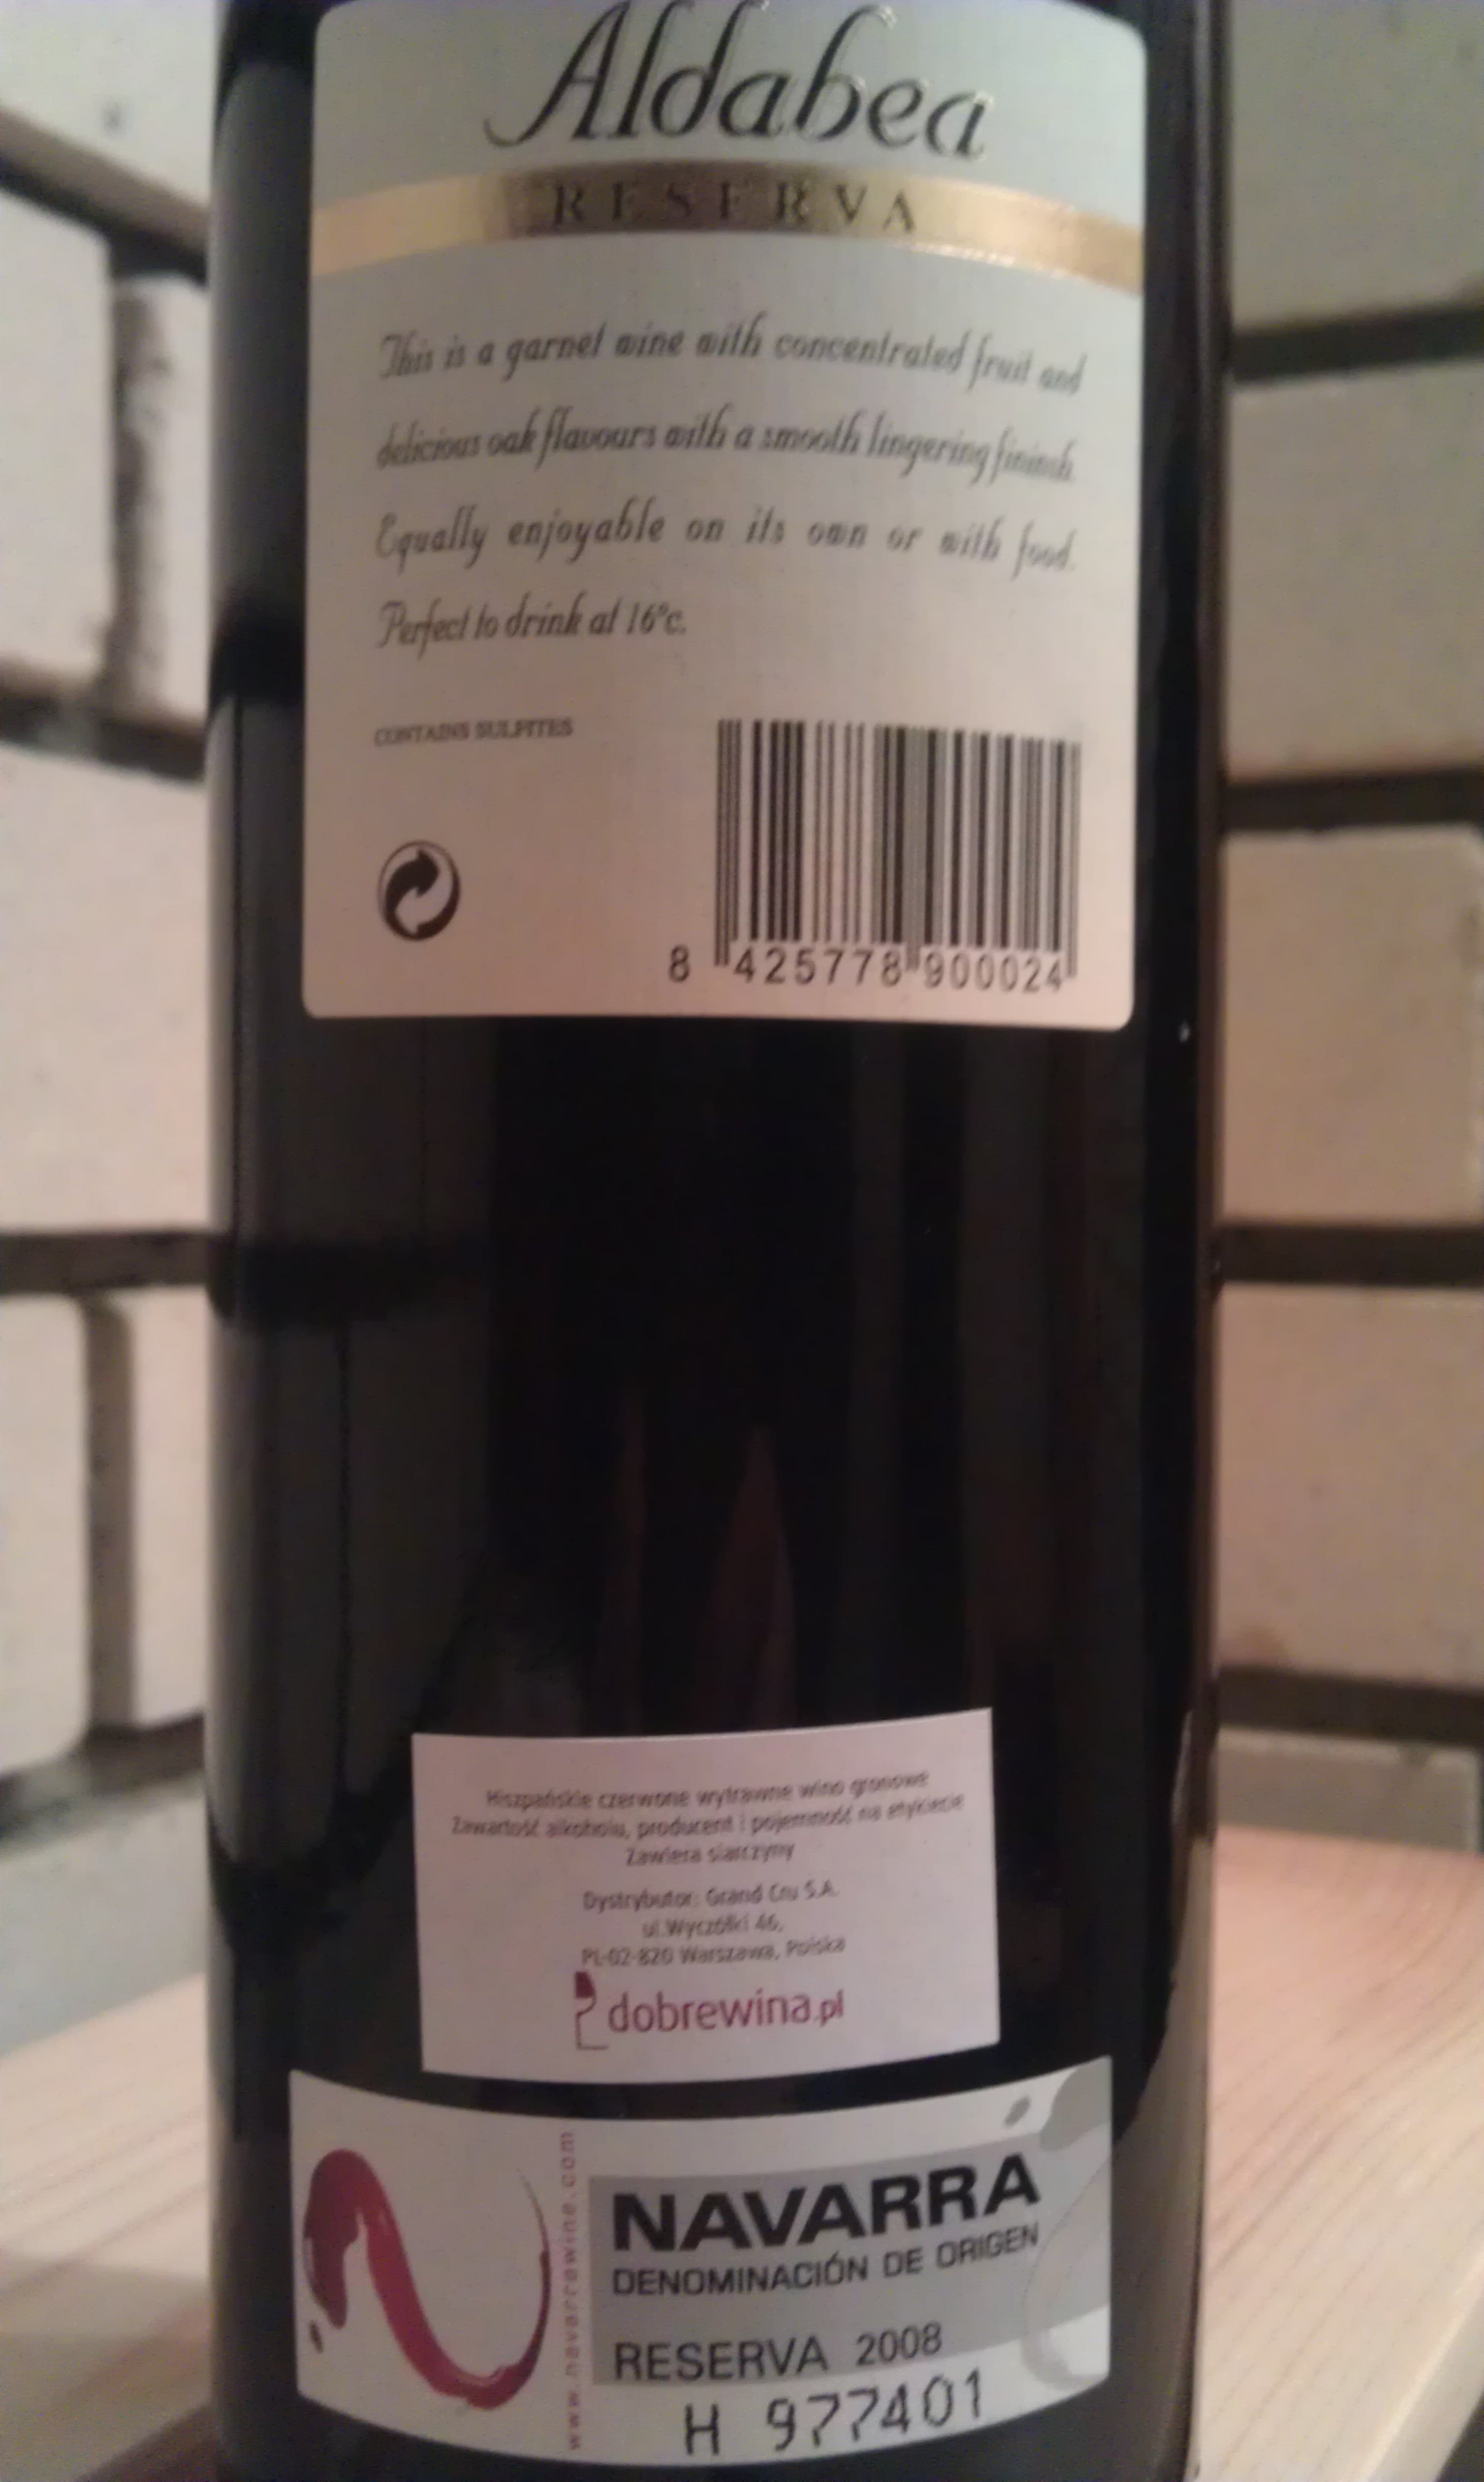 Aldabea
RESERVA
This is a garnet wine with concentrated fruit and
delicious oak flavours with a smooth lingering fininsh.
Equally enjoyable on its own or with food.
Perfect to drink at 16ºc.
CONTAINS SULPITES
8 425778 900024
Hiszpańskie czerwone wytrawne wino gronowe
Zawartość alkoholu, producent i pojemność na etykiecie
Zawiera siarczyny
Dystrybutor: Grand Cru S.A.
ul.Wyczółki 46,
PL-02-820 Warszawa, Polska
dobrewina.pl
www.navarrawine.com
NAVARRA
DENOMINACIÓN DE ORIGEN
RESERVA 2008
H 977401